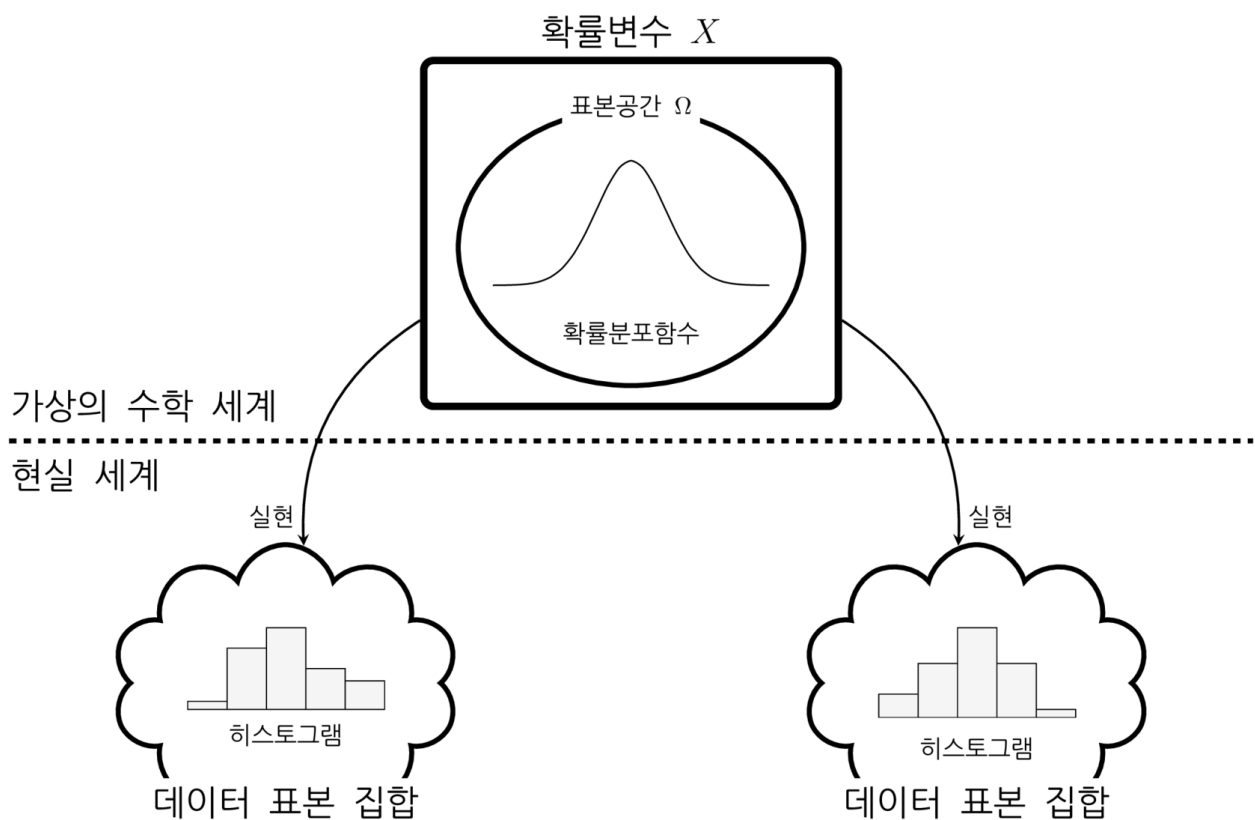 확률변수 X
표본공간 Ω
확률분포함수
가상의 수학 세계
현실 세계
실현
실현
히스토그램
히스토그램
데이터 표본 집합
데이터 표본 집합